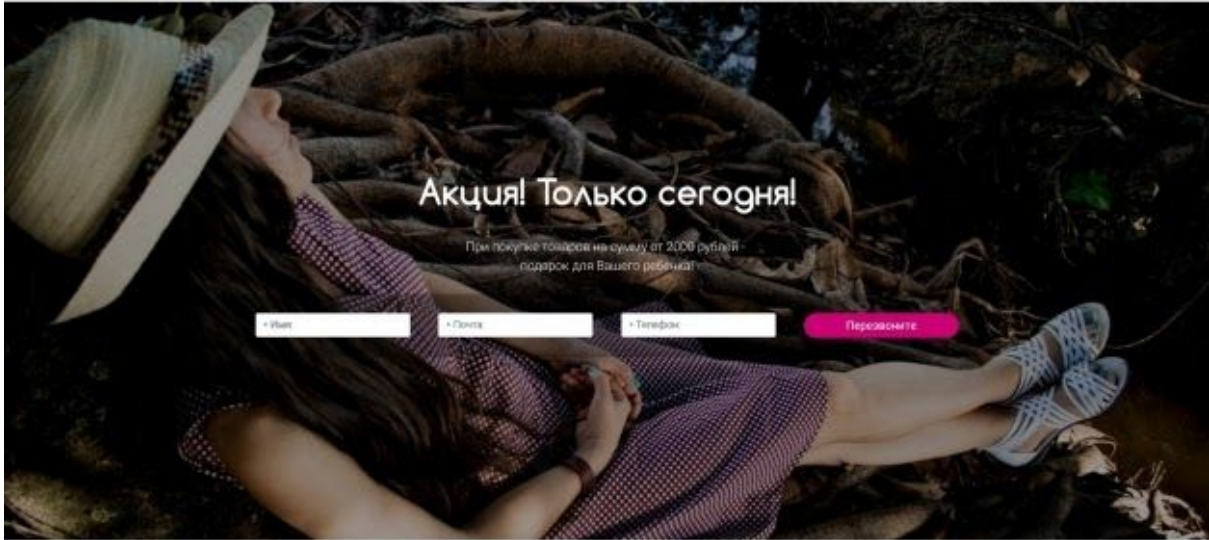 Акция! Только сегодня!
При покупке товаров на сумму от 2000 рублей -
подарок для Вашего ребенка!
* Имя
* Почта
* Телефон
Перезвоните